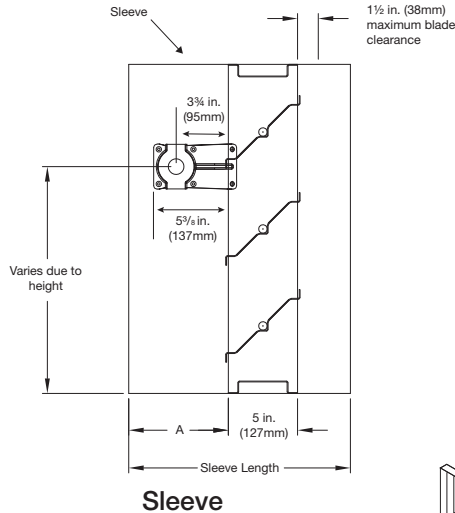 Sleeve
1½ in. (38mm)
maximum blade
clearance
3¾ in.
(95mm)
5⅜ in.
(137mm)
Varies due to
height
A
5 in.
(127mm)
Sleeve Length
Sleeve